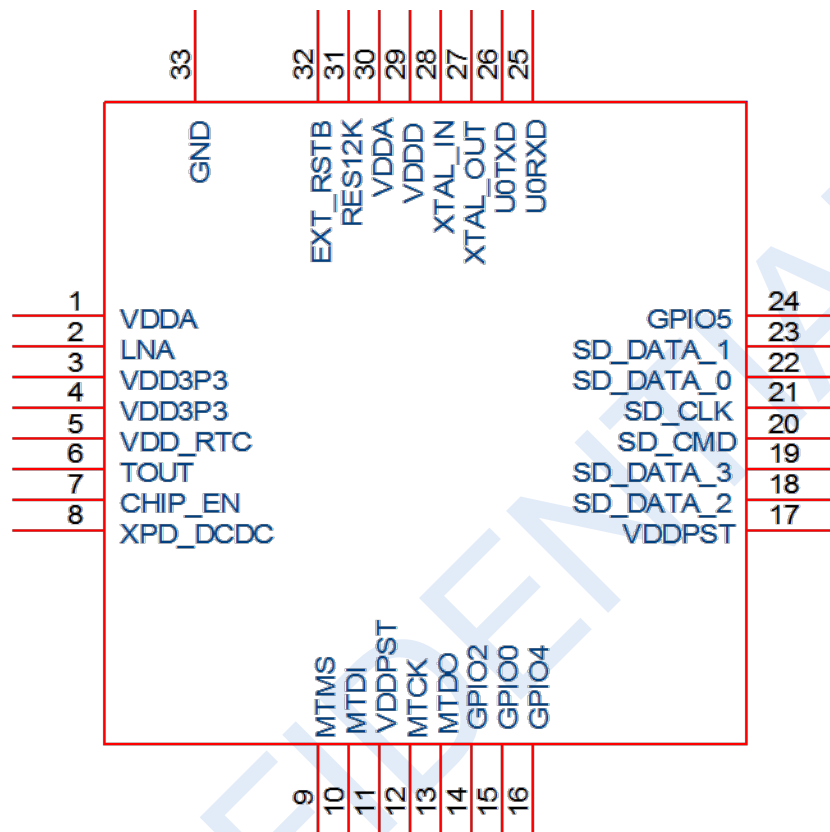 33
32
31
30
29
28
27
26
25
GND
EXT_RSTB
RES12K
VDDA
VDDD
XTAL_IN
XTAL_OUT
U0TXD
U0RXD
1
VDDA
2
LNA
3
VDD3P3
4
VDD3P3
5
VDD_RTC
6
TOUT
7
CHIP_EN
8
XPD_DCDC
24
GPIO5
23
SD_DATA_1
22
SD_DATA_0
21
SD_CLK
20
SD_CMD
19
SD_DATA_3
18
SD_DATA_2
17
VDDPST
MTMS
MTDI
VDDPST
MTCK
MTDO
GPIO2
GPIO0
GPIO4
9
10
11
12
13
14
15
16
FIDENTIA